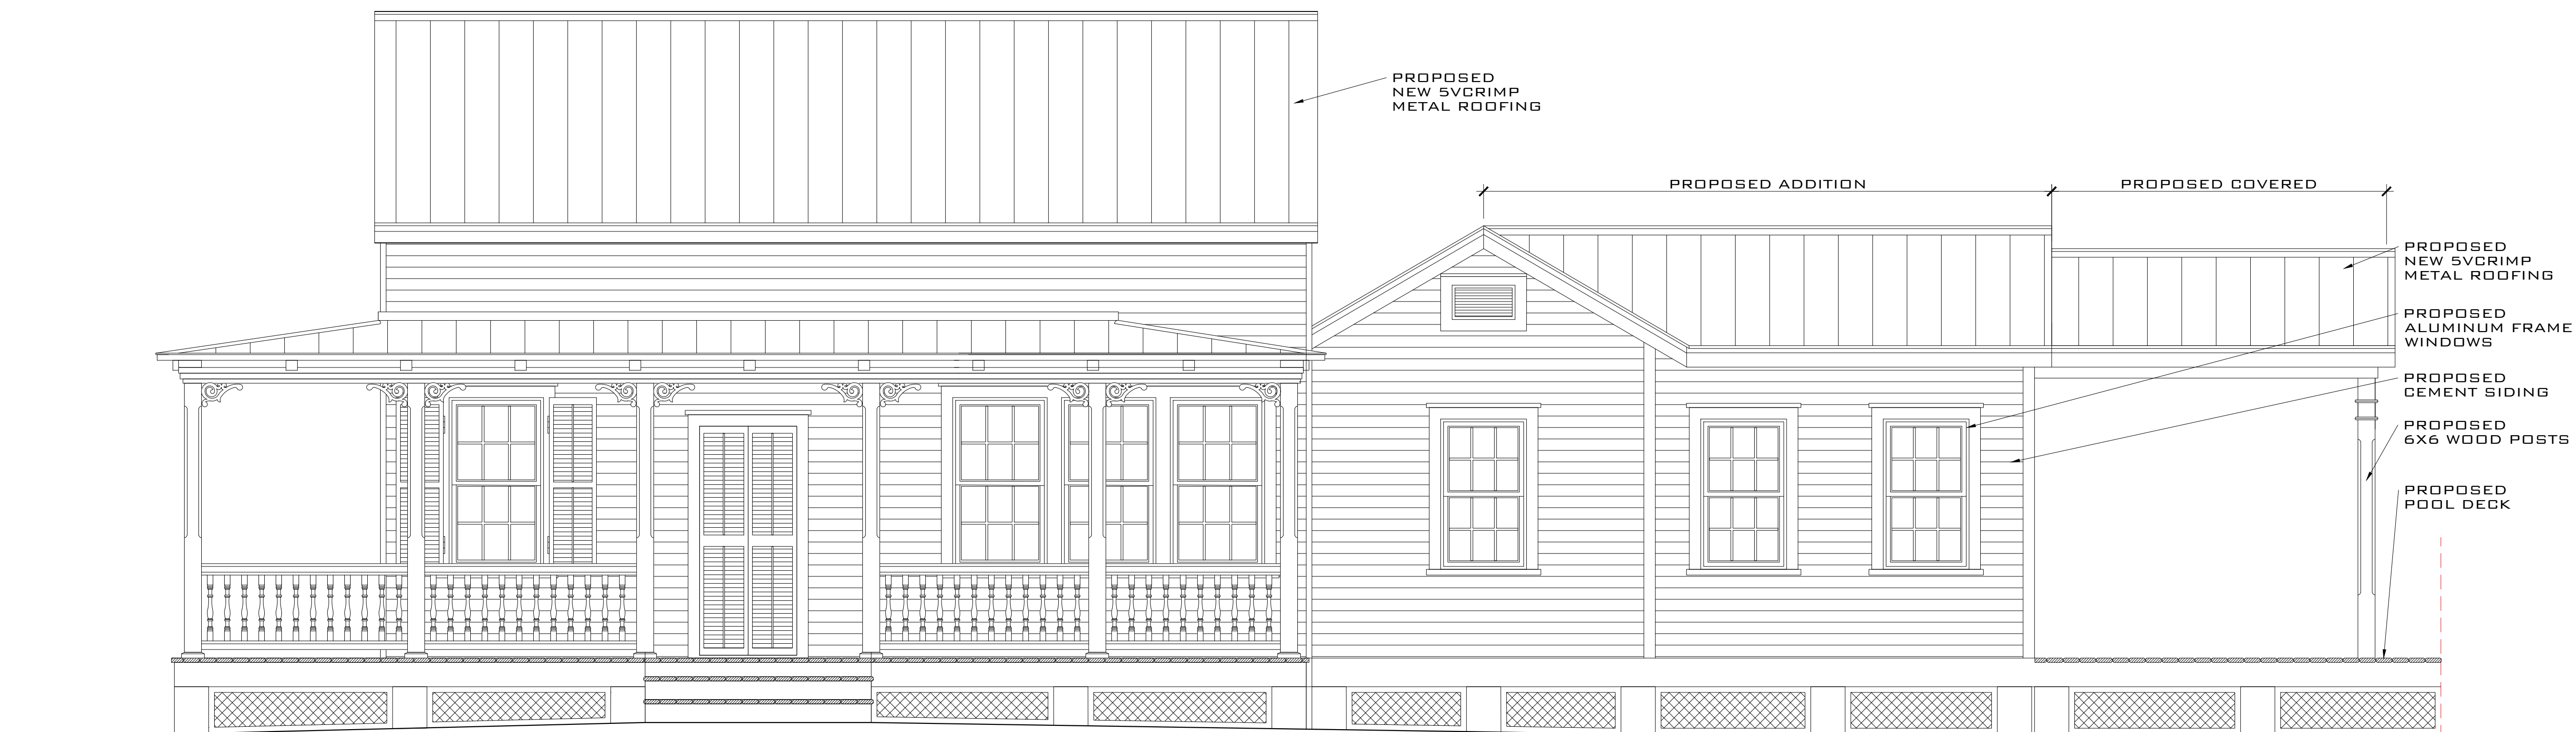 PROPOSED
NEW 5VCRIMP
METAL ROOFING
PROPOSED ADDITION
PROPOSED COVERED
PROPOSED
NEW 5VCRIMP
METAL ROOFING
PROPOSED
ALUMINUM FRAME
WINDOWS
PROPOSED
CEMENT SIDING
PROPOSED
6X6 WOOD POSTS
PROPOSED
POOL DECK